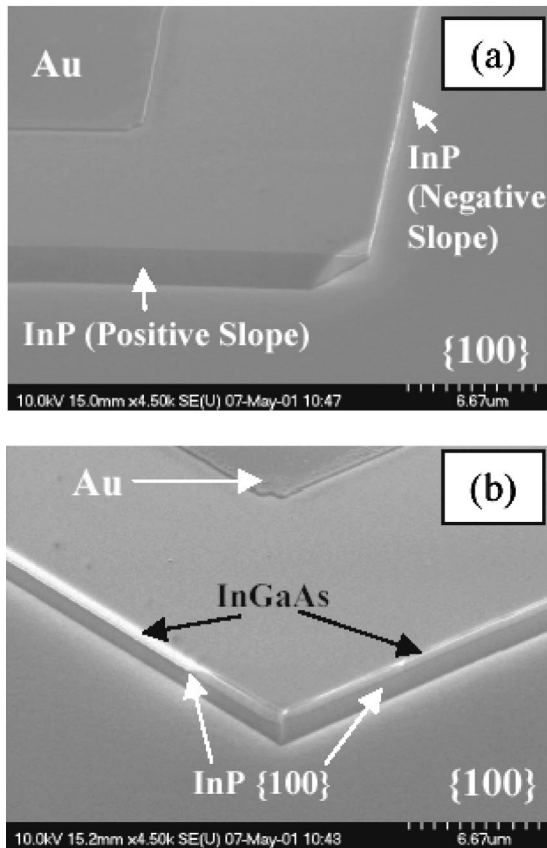 Au
(a)
InP
(Negative
Slope)
InP (Positive Slope)
{100}
10.0kV 15.0mm x4.50k SE(U) 07-May-01 10:47
6.67um
Au
(b)
InGaAs
InP {100}
{100}
10.0kV 15.2mm x4.50k SE(U) 07-May-01 10:43
6.67um